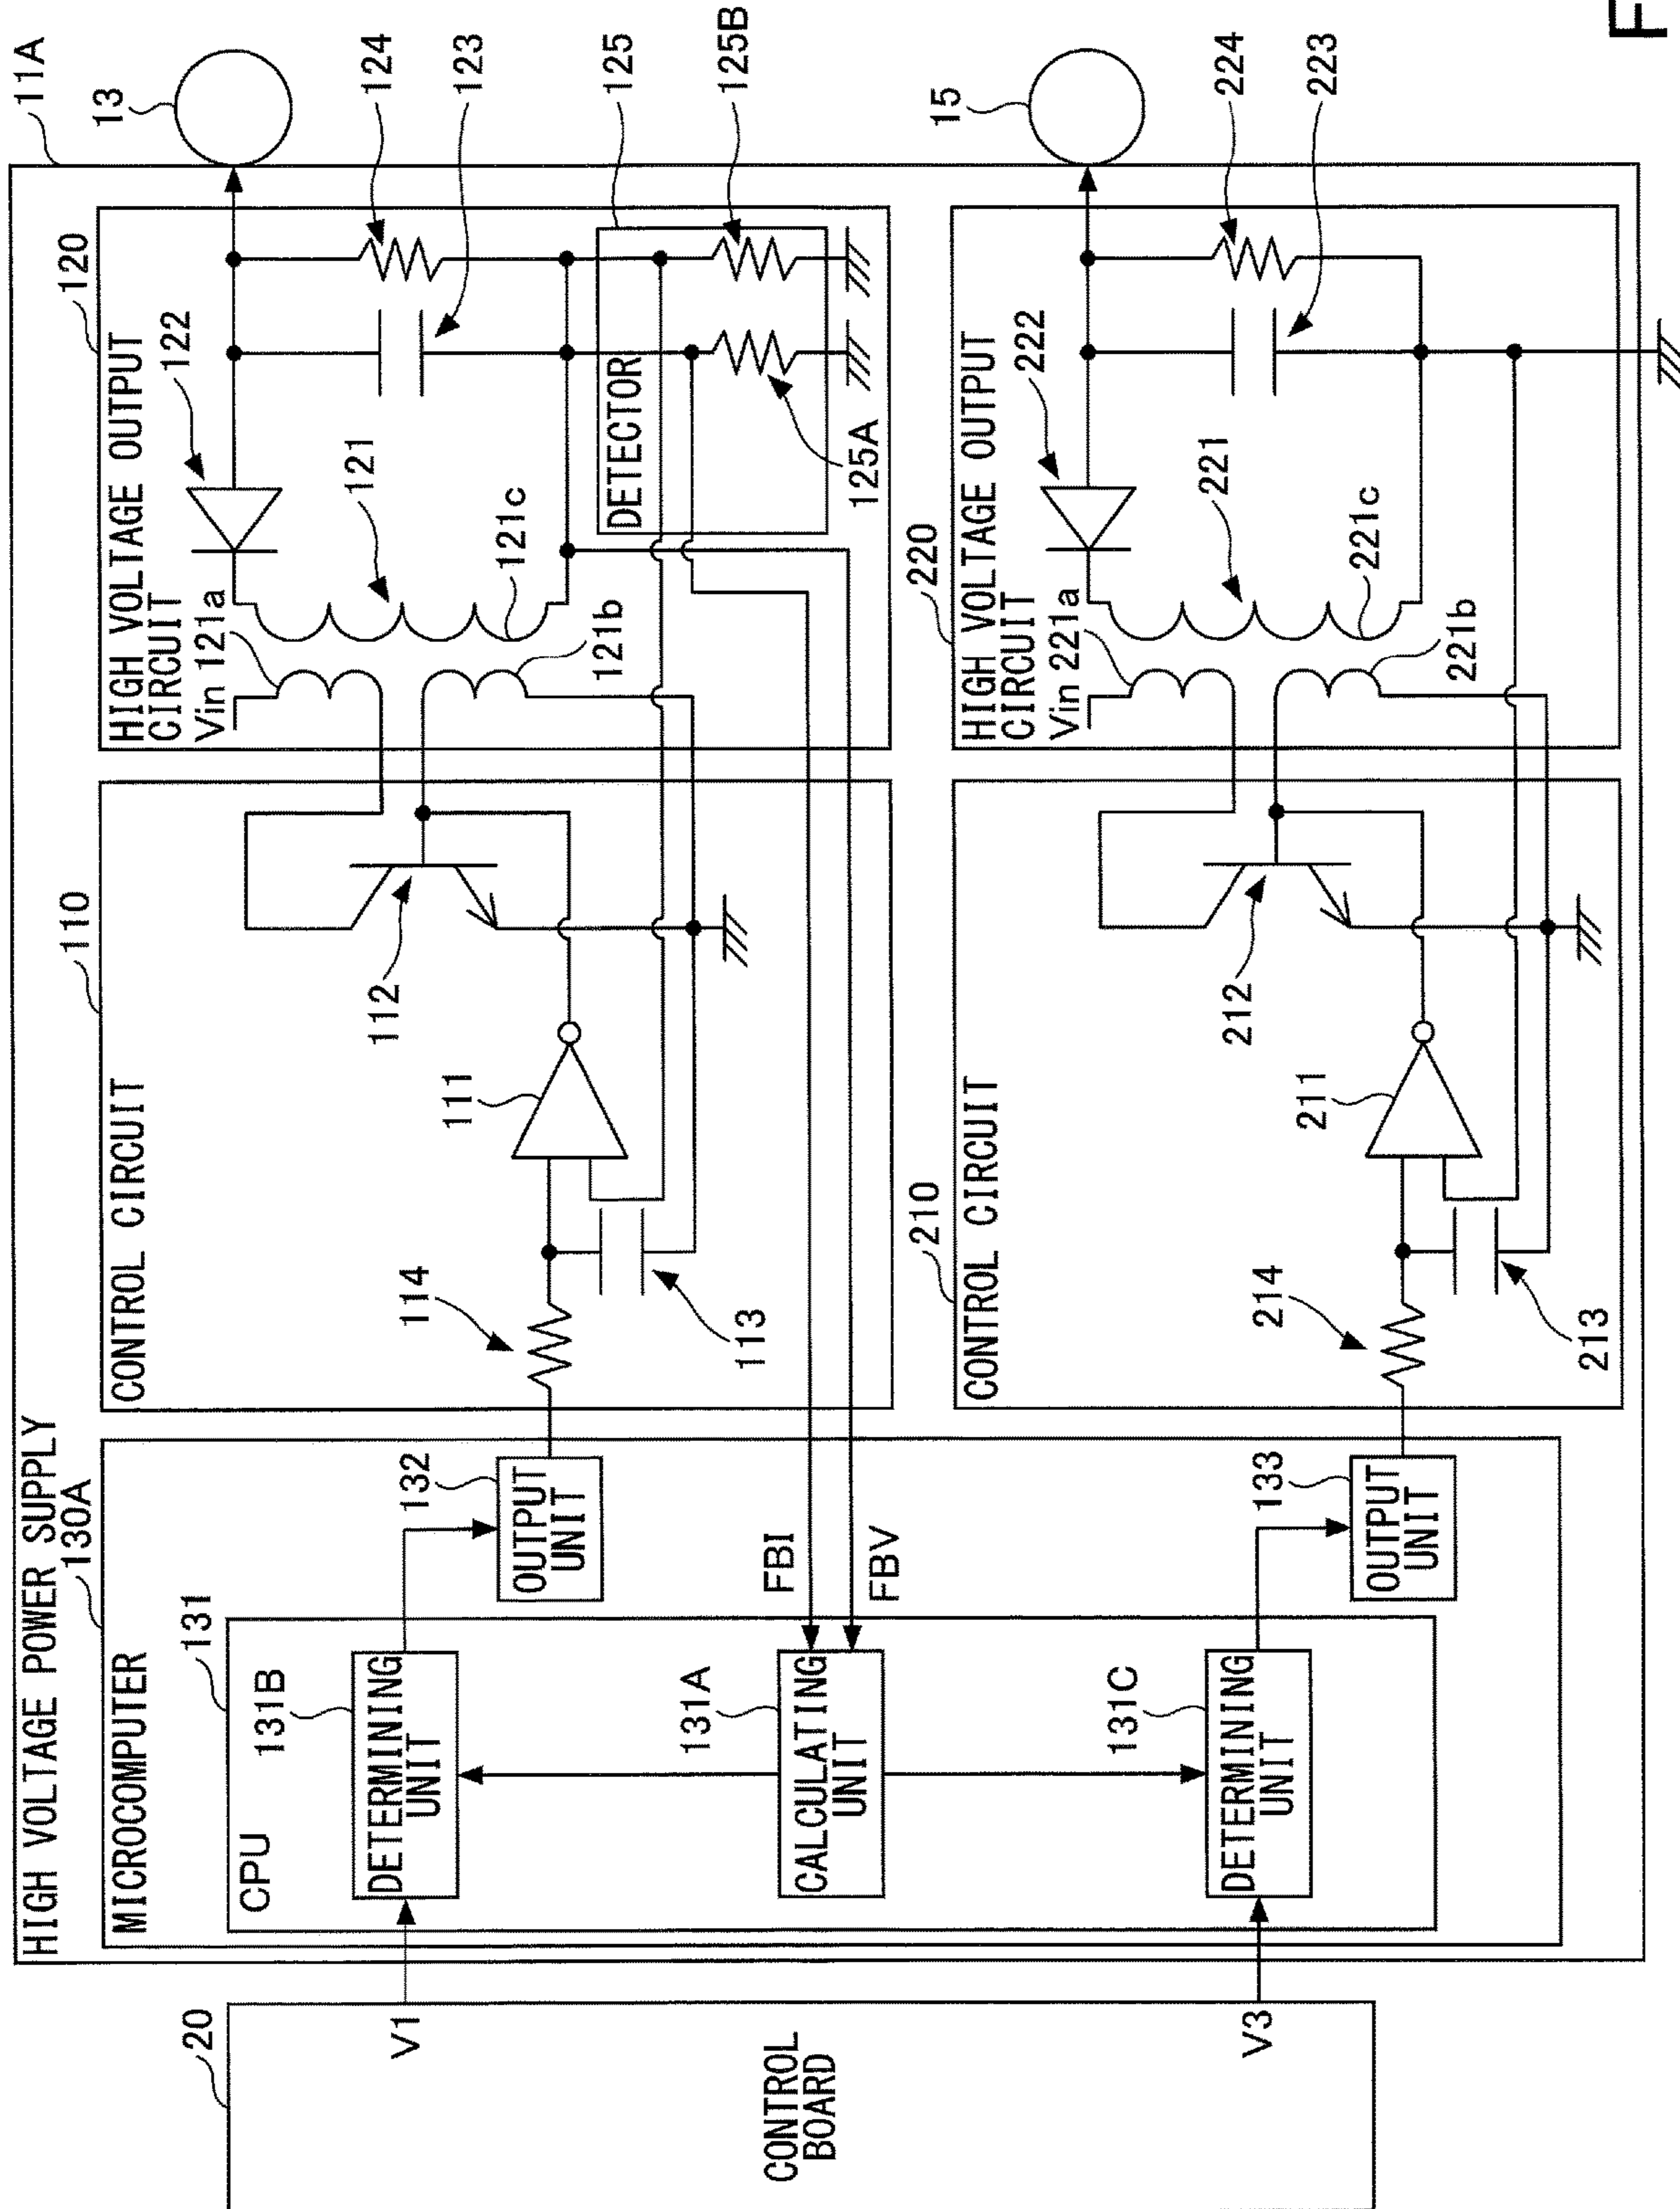 F
HIGH VOLTAGE POWER SUPPLY
11A
130A
MICROCOMPUTER
131
CPU
131B
DETERMINING
UNIT
131A
CALCULATING
UNIT
131C
DETERMINING
UNIT
132
OUTPUT
UNIT
133
OUTPUT
UNIT
FBI
FBV
20
V1
CONTROL
BOARD
V3
110
CONTROL CIRCUIT
114
113
111
112
120
HIGH VOLTAGE OUTPUT
CIRCUIT
Vin
121a
122
121
121c
121b
DETECTOR
125A
13
124
123
125
125B
210
CONTROL CIRCUIT
214
213
211
212
220
HIGH VOLTAGE OUTPUT
CIRCUIT
Vin
221a
222
221
221c
221b
15
224
223